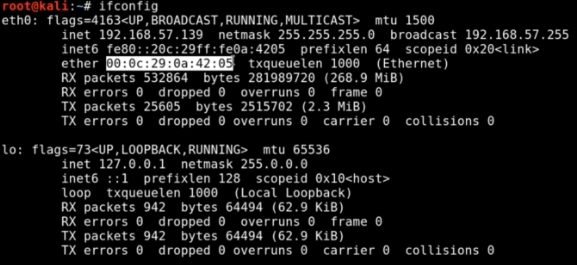 root@kali:~# ifconfig
eth0: flags=4163<UP,BROADCAST,RUNNING,MULTICAST>  mtu 1500
        inet 192.168.57.139  netmask 255.255.255.0  broadcast 192.168.57.255
        inet6 fe80::20c:29ff:fe0a:4205  prefixlen 64  scopeid 0x20<link>
        ether 00:0c:29:0a:42:05  txqueuelen 1000  (Ethernet)
        RX packets 532864  bytes 281989720 (268.9 MiB)
        RX errors 0  dropped 0  overruns 0  frame 0
        TX packets 25605  bytes 2515702 (2.3 MiB)
        TX errors 0  dropped 0 overruns 0  carrier 0  collisions 0
lo: flags=73<UP,LOOPBACK,RUNNING>  mtu 65536
        inet 127.0.0.1  netmask 255.0.0.0
        inet6 ::1  prefixlen 128  scopeid 0x10<host>
        loop  txqueuelen 1000  (Local Loopback)
        RX packets 942  bytes 64494 (62.9 KiB)
        RX errors 0  dropped 0  overruns 0  frame 0
        TX packets 942  bytes 64494 (62.9 KiB)
        TX errors 0  dropped 0 overruns 0  carrier 0  collisions 0